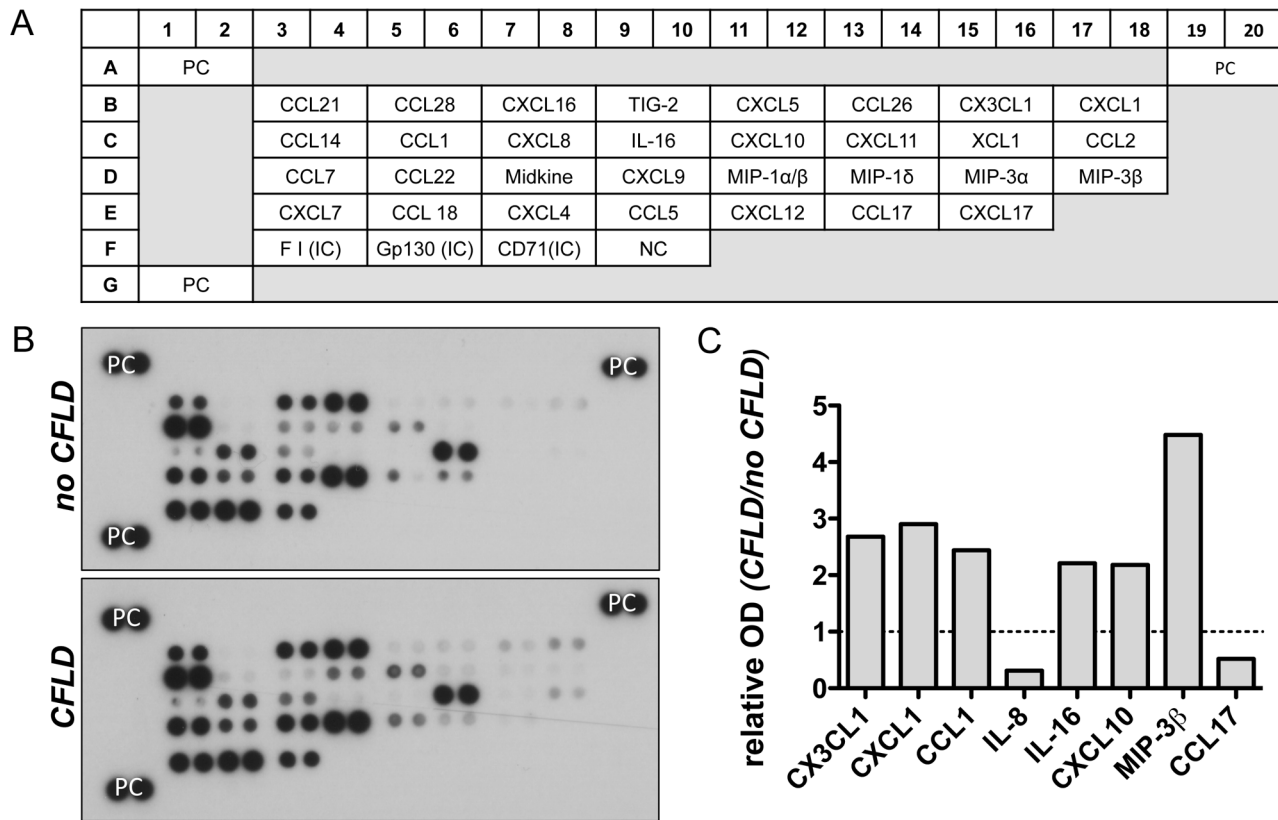 A
1 2 3 4 5 6 7 8 9 10 11 12 13 14 15 16 17 18 19 20
A PC PC
B CCL21 CCL28 CXCL16 TIG-2 CXCL5 CCL26 CX3CL1 CXCL1
C CCL14 CCL1 CXCL8 IL-16 CXCL10 CXCL11 XCL1 CCL2
D CCL7 CCL22 Midkine CXCL9 MIP-1α/β MIP-1δ MIP-3α MIP-3β
E CXCL7 CCL 18 CXCL4 CCL5 CXCL12 CCL17 CXCL17
F F I (IC) Gp130 (IC) CD71(IC) NC
G PC
B
no CFLD
PC PC
PC
CFLD
PC PC
PC
C
relative OD (CFLD/no CFLD)
5
4
3
2
1
0
CX3CL1 CXCL1 CCL1 IL-8 IL-16 CXCL10 MIP-3β CCL17